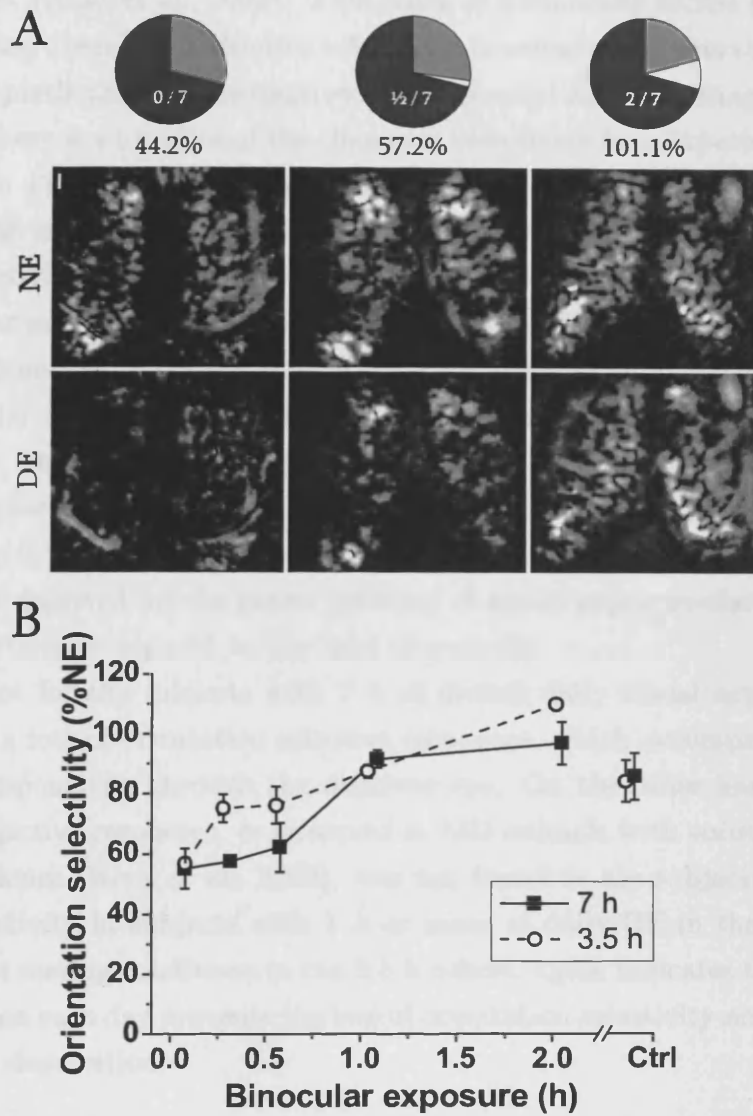 A
0 / 7
½ / 7
2 / 7
44.2%
57.2%
101.1%
NE
DE
B
Orientation selectivity (%NE)
120
100
80
60
40
20
0
7 h
3.5 h
0.0
0.5
1.0
1.5
2.0
Ctrl
Binocular exposure (h)